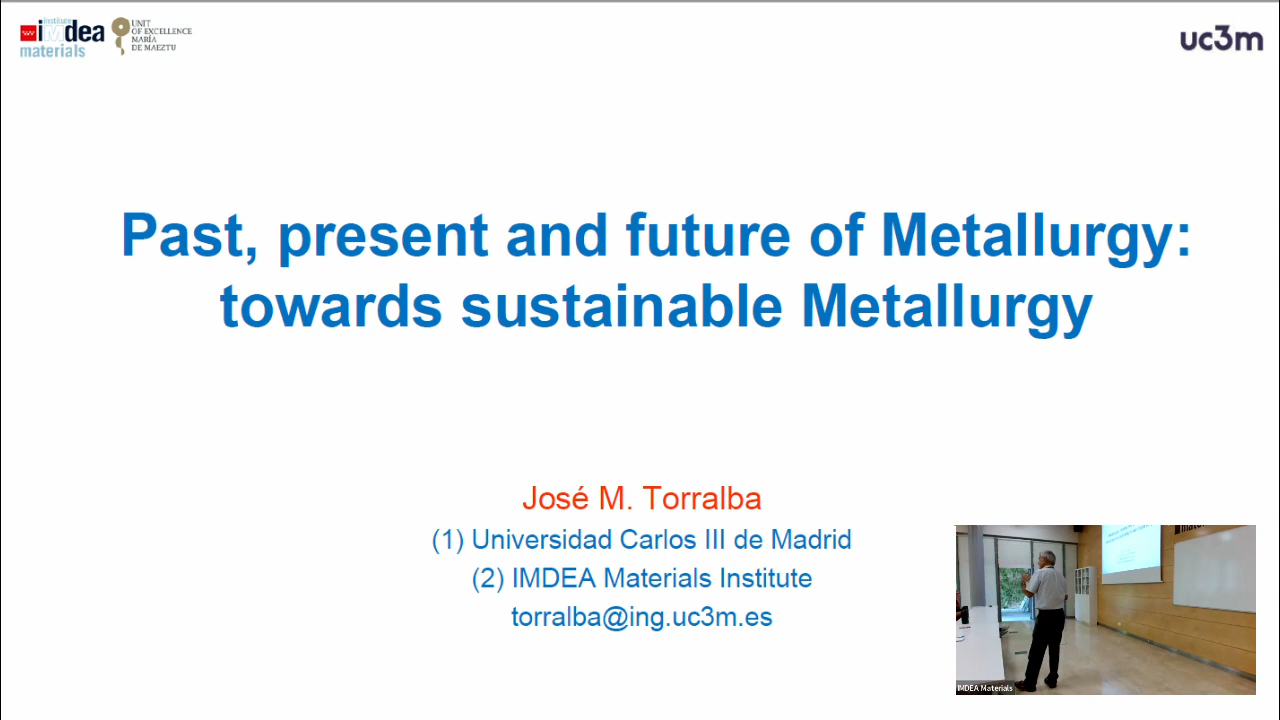 institute
iMdea
materials
UNIT
OF EXCELLENCE
MARÍA
DE MAEZTU
uc3m
Past, present and future of Metallurgy:
towards sustainable Metallurgy
José M. Torralba
(1) Universidad Carlos III de Madrid
(2) IMDEA Materials Institute
torralba@ing.uc3m.es
IMDEA Materials